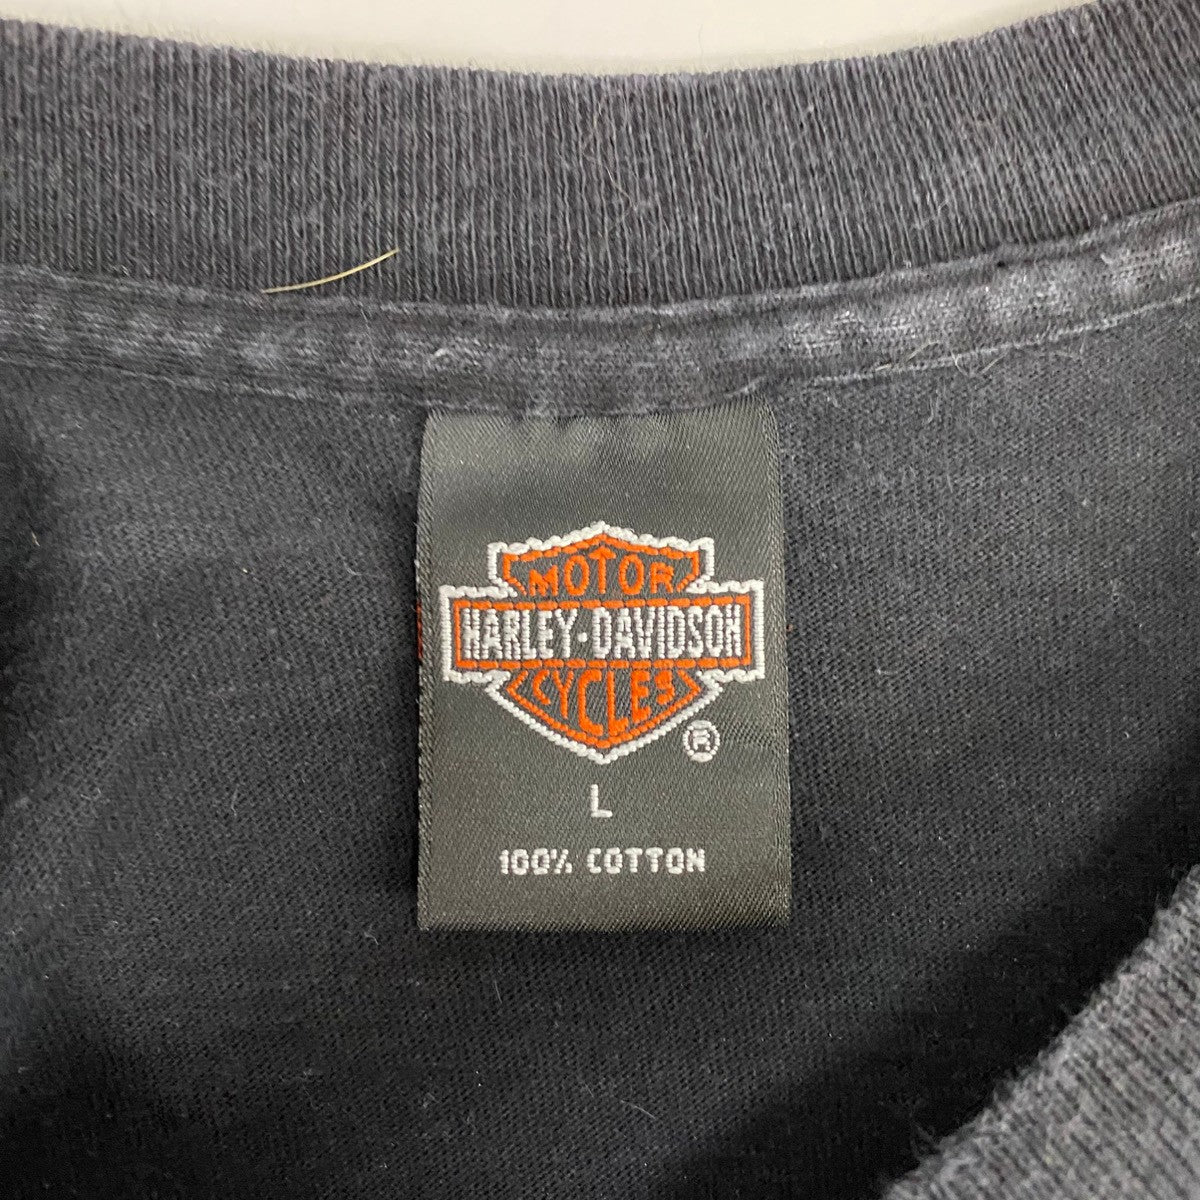 MOTOR
HARLEY-DAVIDSON
CYCLES
®
L
100% COTTON